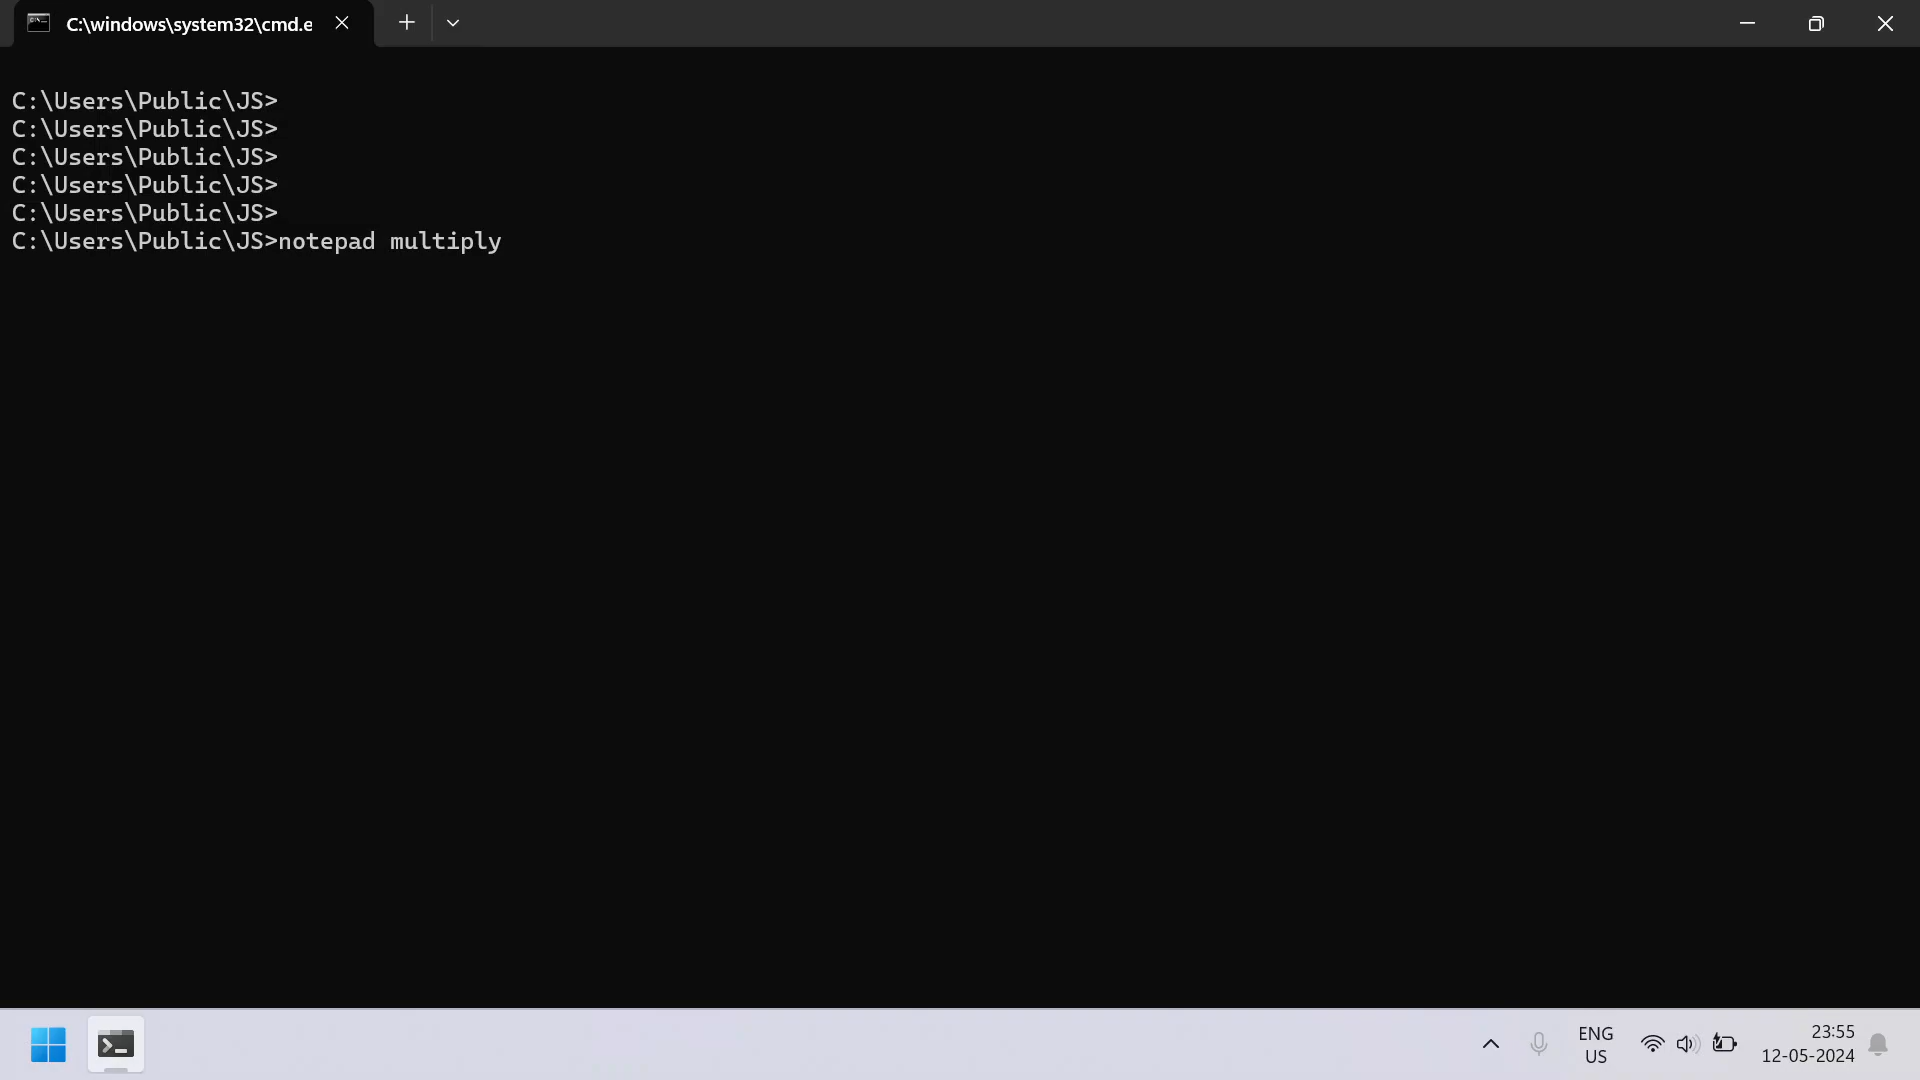 C:\windows\system32\cmd.e
C:\Users\Public\JS>
C:\Users\Public\JS>
C:\Users\Public\JS>
C:\Users\Public\JS>
C:\Users\Public\JS>
C:\Users\Public\JS>notepad multiply
ENG
US
23:55
12-05-2024